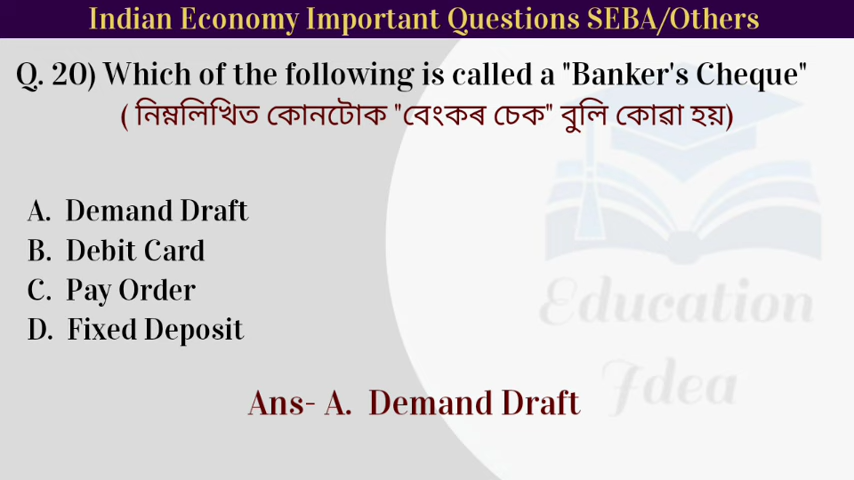 Indian Economy Important Questions SEBA/Others
Q. 20) Which of the following is called a "Banker's Cheque"
( নিম্নলিখিত কোনটোক "বেংকৰ চেক" বুলি কোৱা হয়)
A. Demand Draft
B. Debit Card
C. Pay Order
D. Fixed Deposit
Ans- A. Demand Draft
Education
Idea